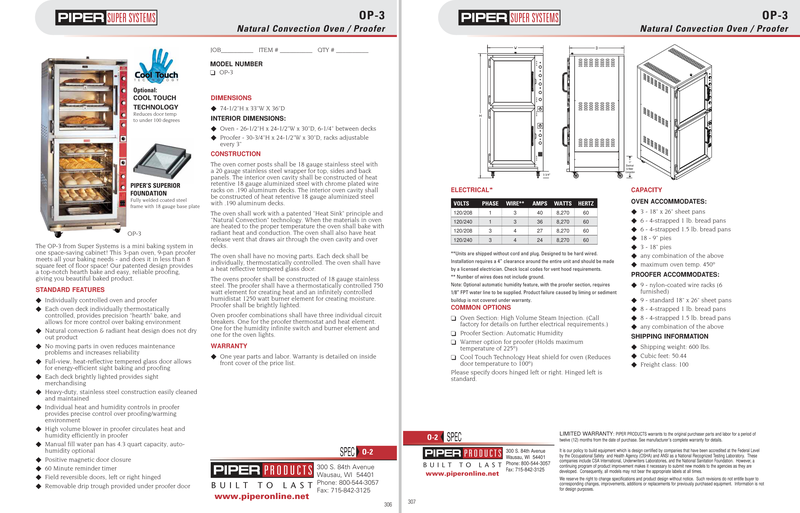 PIPER SUPER SYSTEMS
OP-3
Natural Convection Oven / Proofer
JOB___________ ITEM # ___________ QTY # ___________
MODEL NUMBER
❏ OP-3
Cool Touch
TECHNOLOGY
Optional:
COOL TOUCH
TECHNOLOGY
Reduces door temp
to under 100 degrees
PIPER'S SUPERIOR
FOUNDATION
Fully welded coated steel
frame with 18 gauge base plate
OP-3
The OP-3 from Super Systems is a mini baking system in
one space-saving cabinet!! This 3-pan oven, 9-pan proofer
meets all your baking needs - and does it in less than 8
square feet of floor space! Our patented design provides
a top-notch hearth bake and easy, reliable proofing,
giving you beautiful baked product.
STANDARD FEATURES
◆ Individually controlled oven and proofer
◆ Each oven deck individually thermostatically
controlled, provides precision "hearth" bake, and
allows for more control over baking environment
◆ Natural convection & radiant heat design does not dry
out product
◆ No moving parts in oven reduces maintenance
problems and increases reliability
◆ Full-view, heat-reflective tempered glass door allows
for energy-efficient sight baking and proofing
◆ Each deck brightly lighted provides sight
merchandising
◆ Heavy-duty, stainless steel construction easily cleaned
and maintained
◆ Individual heat and humidity controls in proofer
provides precise control over proofing/warming
environment
◆ High volume blower in proofer circulates heat and
humidity efficiently in proofer
◆ Manual fill water pan has 4.3 quart capacity, auto-
humidity optional
◆ Positive magnetic door closure
◆ 60 Minute reminder timer
◆ Field reversible doors, left or right hinged
◆ Removable drip trough provided under proofer door
DIMENSIONS
◆ 74-1/2"H x 33"W X 36"D
INTERIOR DIMENSIONS:
◆ Oven - 26-1/2"H x 24-1/2"W x 30"D, 6-1/4" between decks
◆ Proofer - 30-3/4"H x 24-1/2"W x 30"D, racks adjustable
every 3"
CONSTRUCTION
The oven corner posts shall be 18 gauge stainless steel with
a 20 gauge stainless steel wrapper for top, sides and back
panels. The interior oven cavity shall be constructed of heat
retentive 18 gauge aluminized steel with chrome plated wire
racks on .190 aluminum decks. The interior oven cavity shall
be constructed of heat retentive 18 gauge aluminized steel
with .190 aluminum decks.
The oven shall work with a patented "Heat Sink" principle and
"Natural Convection" technology. When the materials in oven
are heated to the proper temperature the oven shall bake with
radiant heat and conduction. The oven shall also have heat
release vent that draws air through the oven cavity and over
decks.
The oven shall have no moving parts. Each deck shall be
Individually, thermostatically controlled. The oven shall have
a heat reflective tempered glass door.
The ovens proofer shall be constructed of 18 gauge stainless
steel. The proofer shall have a thermostatically controlled 750
watt element for creating heat and an infinitely controlled
humidistat 1250 watt burner element for creating moisture.
Proofer shall be brightly lighted.
Oven proofer combinations shall have three individual circuit
breakers. One for the proofer thermostat and heat element.
One for the humidity infinite switch and burner element and
one for the oven lights.
WARRANTY
◆ One year parts and labor. Warranty is detailed on inside
front cover of the price list.
SPEC O-2
PIPER PRODUCTS
BUILT TO LAST
www.piperonline.net
300 S. 84th Avenue
Wausau, WI 54401
Phone: 800-544-3057
Fax: 715-842-3125
306
PIPER SUPER SYSTEMS
OP-3
Natural Convection Oven / Proofer
ELECTRICAL*
VOLTS PHASE WIRE** AMPS WATTS HERTZ
120/208 1 3 40 8,270 60
120/240 1 3 36 8,270 60
120/208 3 4 27 8,270 60
120/240 3 4 24 8,270 60
**Units are shipped without cord and plug. Designed to be hard wired.
Installation requires a 4" clearance around the entire unit and should be made
by a licensed electrician. Check local codes for vent hood requirements.
** Number of wires does not include ground.
Note: Optional automatic humidity feature, with the proofer section, requires
1/8" FPT water line to be supplied. Product failure caused by liming or sediment
buildup is not covered under warranty.
COMMON OPTIONS
❏ Oven Section: High Volume Steam Injection. (Call
factory for details on further electrical requirements.)
❏ Proofer Section: Automatic Humidity
❏ Warmer option for proofer (Holds maximum
temperature of 225º)
❏ Cool Touch Technology Heat shield for oven (Reduces
door temperature to 100º)
Please specify doors hinged left or right. Hinged left is
standard.
CAPACITY
OVEN ACCOMMODATES:
◆ 3 - 18" x 26" sheet pans
◆ 6 - 4-strapped 1 lb. bread pans
◆ 6 - 4-strapped 1.5 lb. bread pans
◆ 18 - 9" pies
◆ 3 - 18" pies
◆ any combination of the above
◆ maximum oven temp. 450°
PROOFER ACCOMMODATES:
◆ 9 - nylon-coated wire racks (6
furnished)
◆ 9 - standard 18" x 26" sheet pans
◆ 8 - 4-strapped 1 lb. bread pans
◆ 8 - 4-strapped 1.5 lb. bread pans
◆ any combination of the above
SHIPPING INFORMATION
◆ Shipping weight: 600 lbs.
◆ Cubic feet: 50.44
◆ Freight class: 100
O-2 SPEC
PIPER PRODUCTS
BUILT TO LAST
www.piperonline.net
300 S. 84th Avenue
Wausau, WI 54401
Phone: 800-544-3057
Fax: 715-842-3125
LIMITED WARRANTY: PIPER PRODUCTS warrants to the original purchaser parts and labor for a period of
twelve (12) months from the date of purchase. See manufacturer's complete warranty for details.
It is our policy to build equipment which is design certified by companies that have been accredited at the Federal Level
by the Occupational Safety and Health Agency (OSHA) and ANSI as a National Recognized Testing Laboratory. These
companies include CSA International, Underwriters Laboratories, and the National Sanitation Foundation. However, a
continuing program of product improvement makes it necessary to submit new models to the agencies as they are
developed. Consequently, all models may not bear the appropriate labels at all times.
We reserve the right to change specifications and product design without notice. Such revisions do not entitle buyer to
corresponding changes, improvements, additions or replacements for previously purchased equipment. Information is not
for design purposes.
307